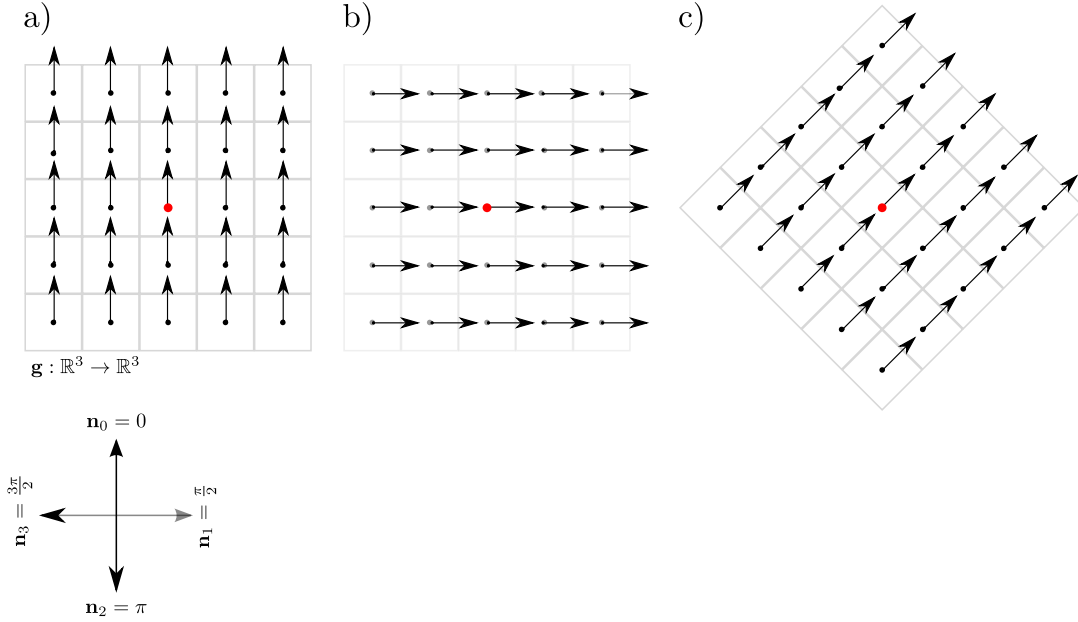 a)
b)
c)
𝐠 : ℝ³ → ℝ³
𝐧₀ = 0
𝐧₃ = 3π/2
𝐧₁ = π/2
𝐧₂ = π